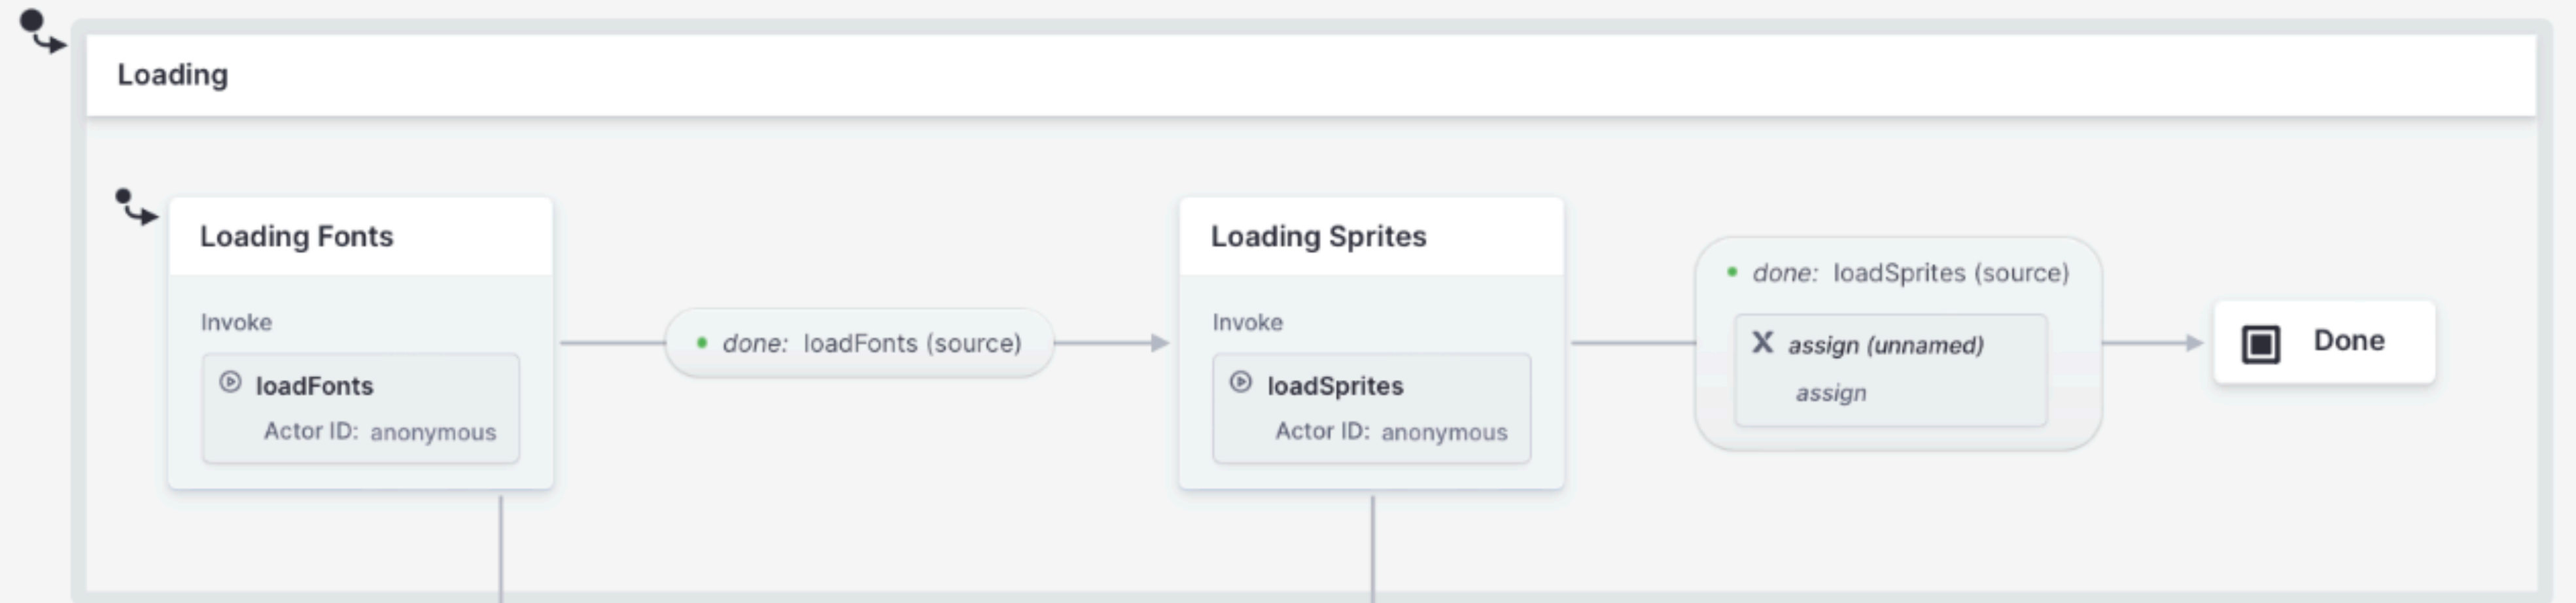 Loading
Loading Fonts
Invoke
loadFonts
Actor ID: anonymous
done: loadFonts (source)
Loading Sprites
Invoke
loadSprites
Actor ID: anonymous
done: loadSprites (source)
assign (unnamed)
assign
Done